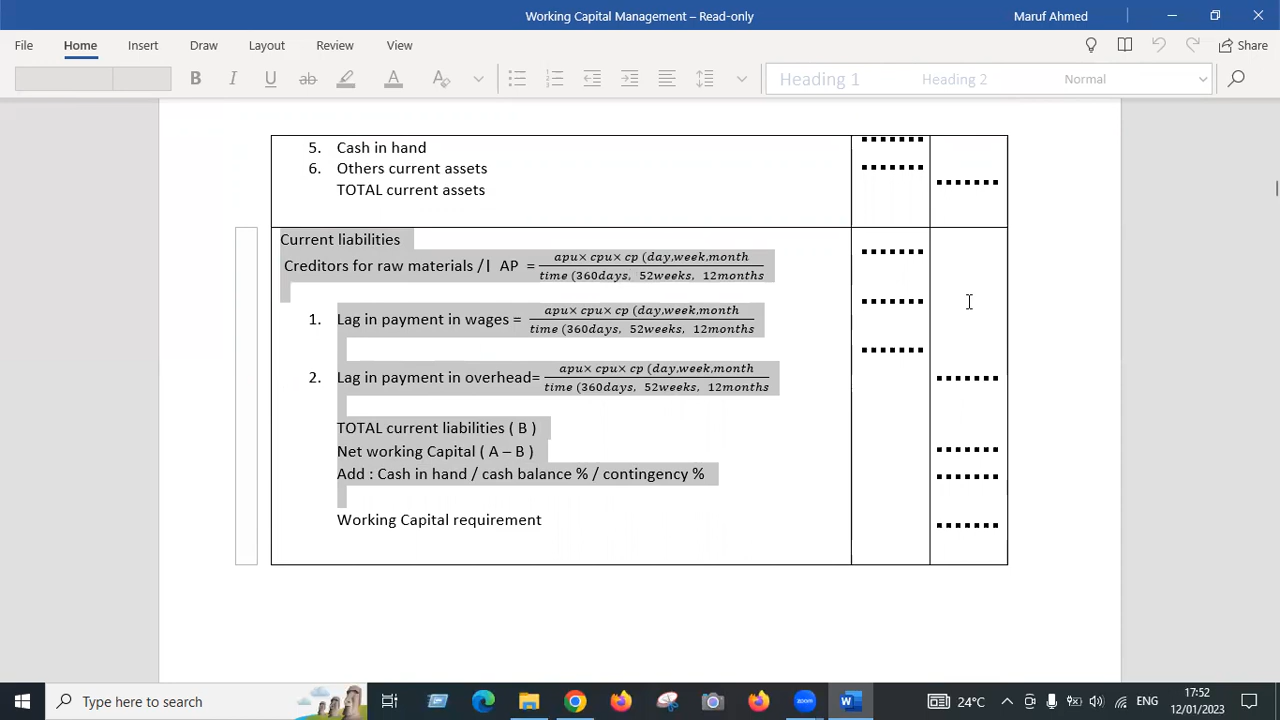 Working Capital Management – Read-only
Maruf Ahmed
File Home Insert Draw Layout References Review View Share
B I U ab A A Heading 1 Heading 2 Normal
5. Cash in hand
6. Others current assets
TOTAL current assets
Current liabilities
Creditors for raw materials / AP = apu× cpu× cp (day,week,month
time (360days, 52weeks, 12months
1. Lag in payment in wages = apu× cpu× cp (day,week,month
time (360days, 52weeks, 12months
2. Lag in payment in overhead= apu× cpu× cp (day,week,month
time (360days, 52weeks, 12months
TOTAL current liabilities ( B )
Net working Capital ( A – B )
Add : Cash in hand / cash balance % / contingency %
Working Capital requirement
Type here to search
zoom
W
24°C
ENG
17:52
12/01/2023